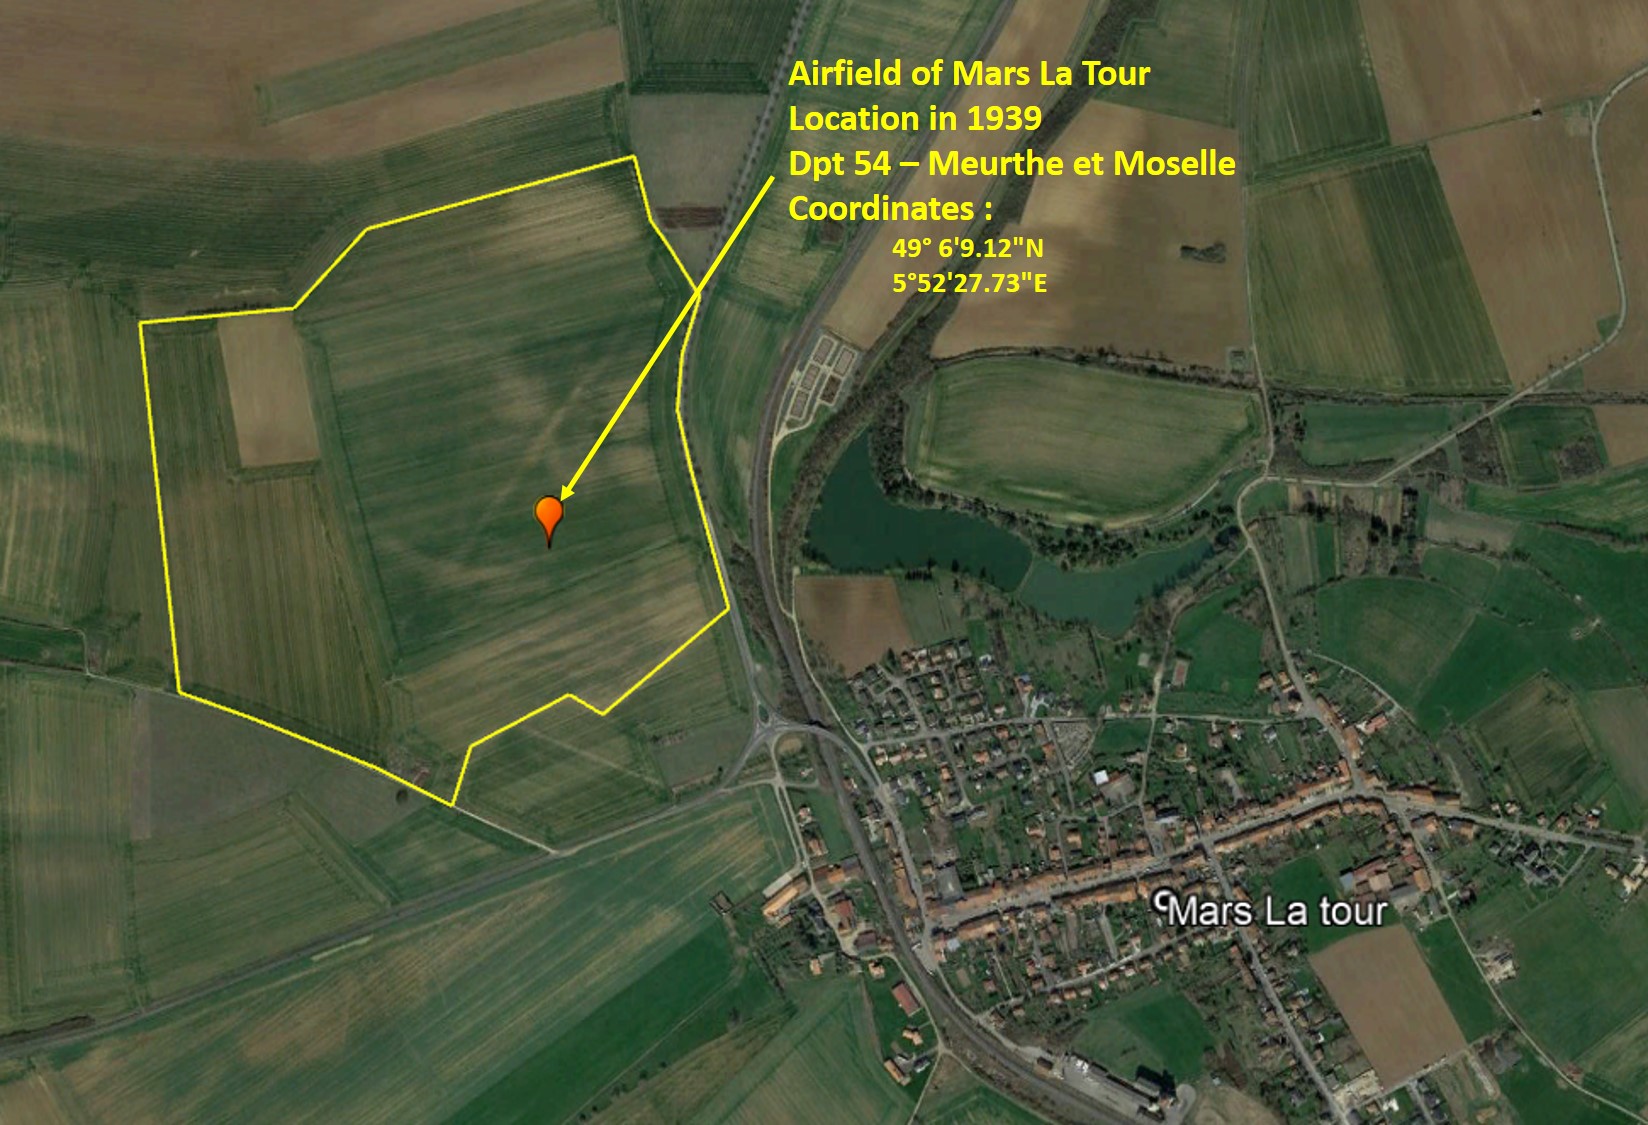 Airfield of Mars La Tour
Location in 1939
Dpt 54 – Meurthe et Moselle
Coordinates :
49° 6'9.12"N
5°52'27.73"E
Mars La tour